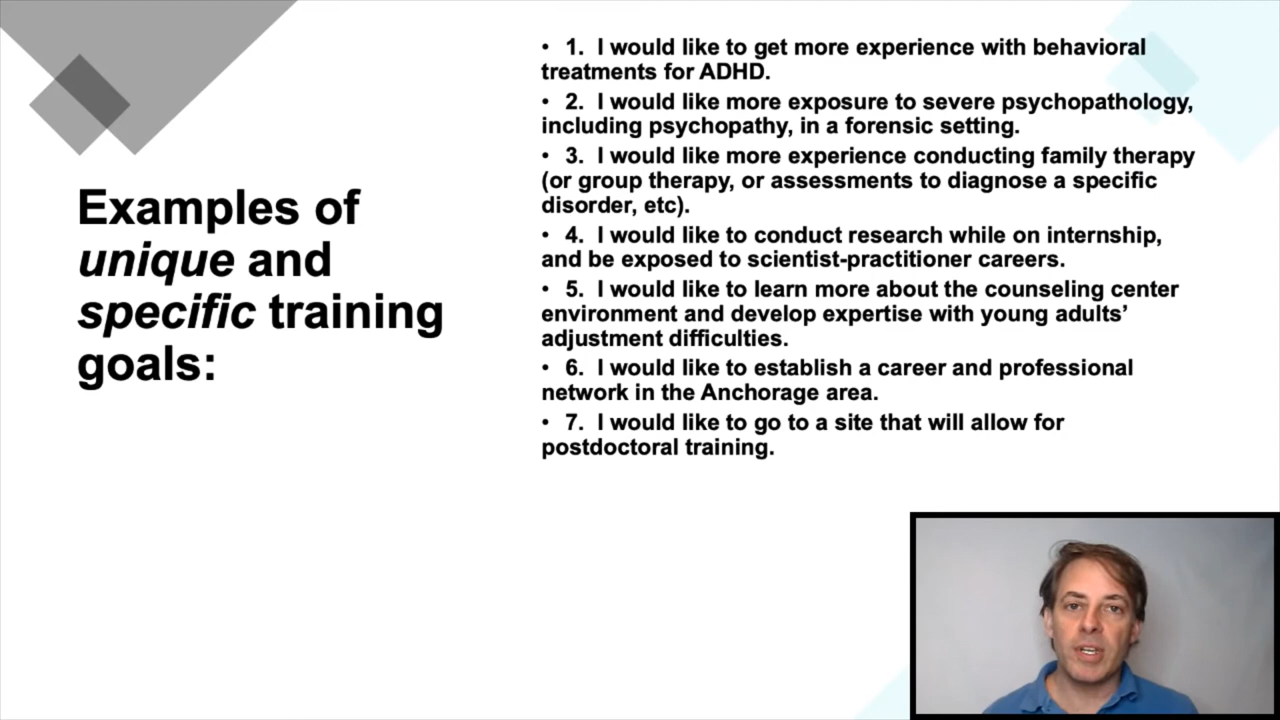 Examples of
unique and
specific training
goals:
• 1. I would like to get more experience with behavioral
treatments for ADHD.
• 2. I would like more exposure to severe psychopathology,
including psychopathy, in a forensic setting.
• 3. I would like more experience conducting family therapy
(or group therapy, or assessments to diagnose a specific
disorder, etc).
• 4. I would like to conduct research while on internship,
and be exposed to scientist-practitioner careers.
• 5. I would like to learn more about the counseling center
environment and develop expertise with young adults’
adjustment difficulties.
• 6. I would like to establish a career and professional
network in the Anchorage area.
• 7. I would like to go to a site that will allow for
postdoctoral training.